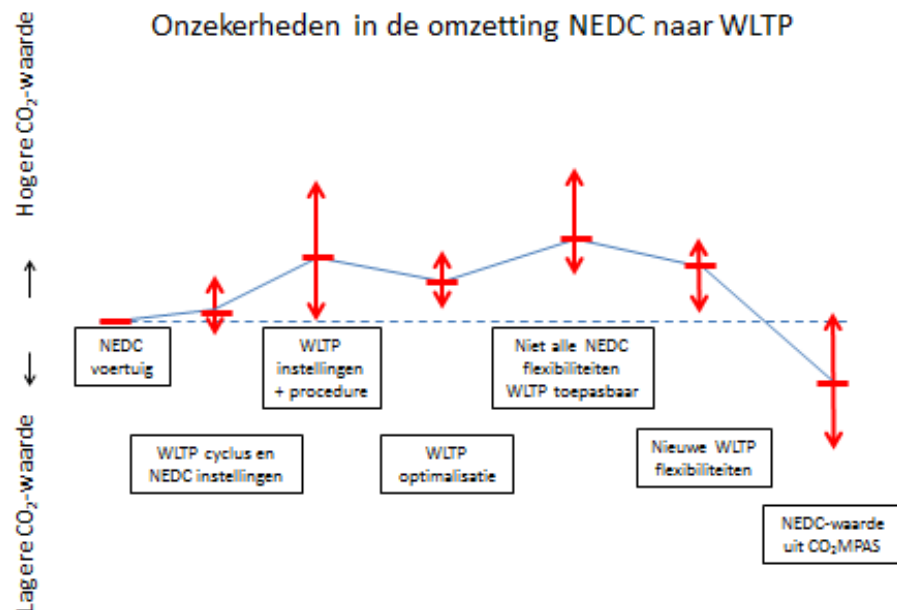 Onzekerheden in de omzetting NEDC naar WLTP
Hogere CO₂-waarde
Lagere CO₂-waarde
NEDC
voertuig
WLTP cyclus en
NEDC instellingen
WLTP
instellingen
+ procedure
WLTP
optimalisatie
Niet alle NEDC
flexibiliteiten
WLTP toepasbaar
Nieuwe WLTP
flexibiliteiten
NEDC-waarde
uit CO₂MPAS